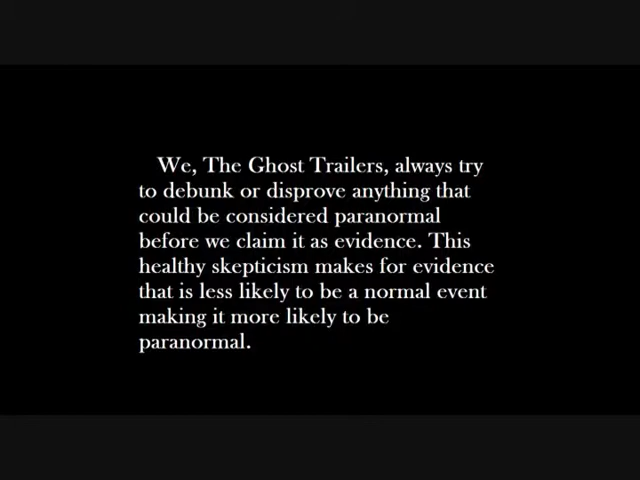 We, The Ghost Trailers, always try
to debunk or disprove anything that
could be considered paranormal
before we claim it as evidence. This
healthy skepticism makes for evidence
that is less likely to be a normal event
making it more likely to be
paranormal.